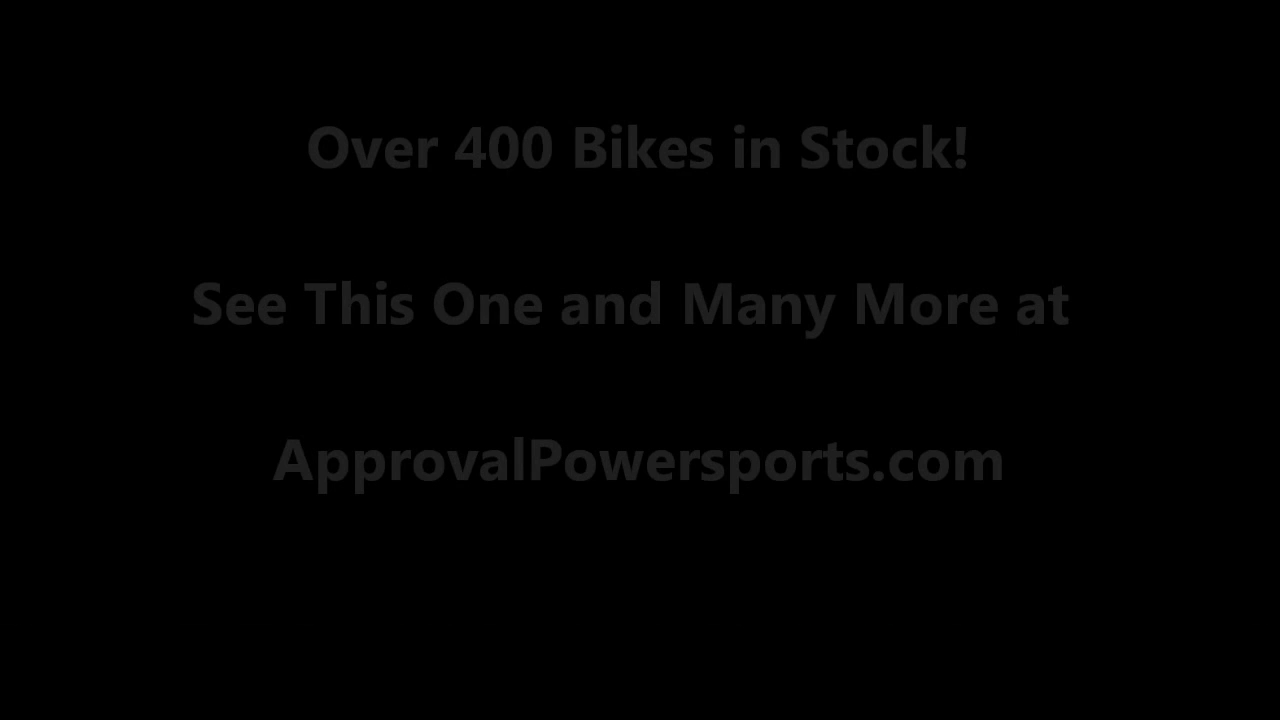 Over 400 Bikes in Stock!
See This One and Many More at
ApprovalPowersports.com